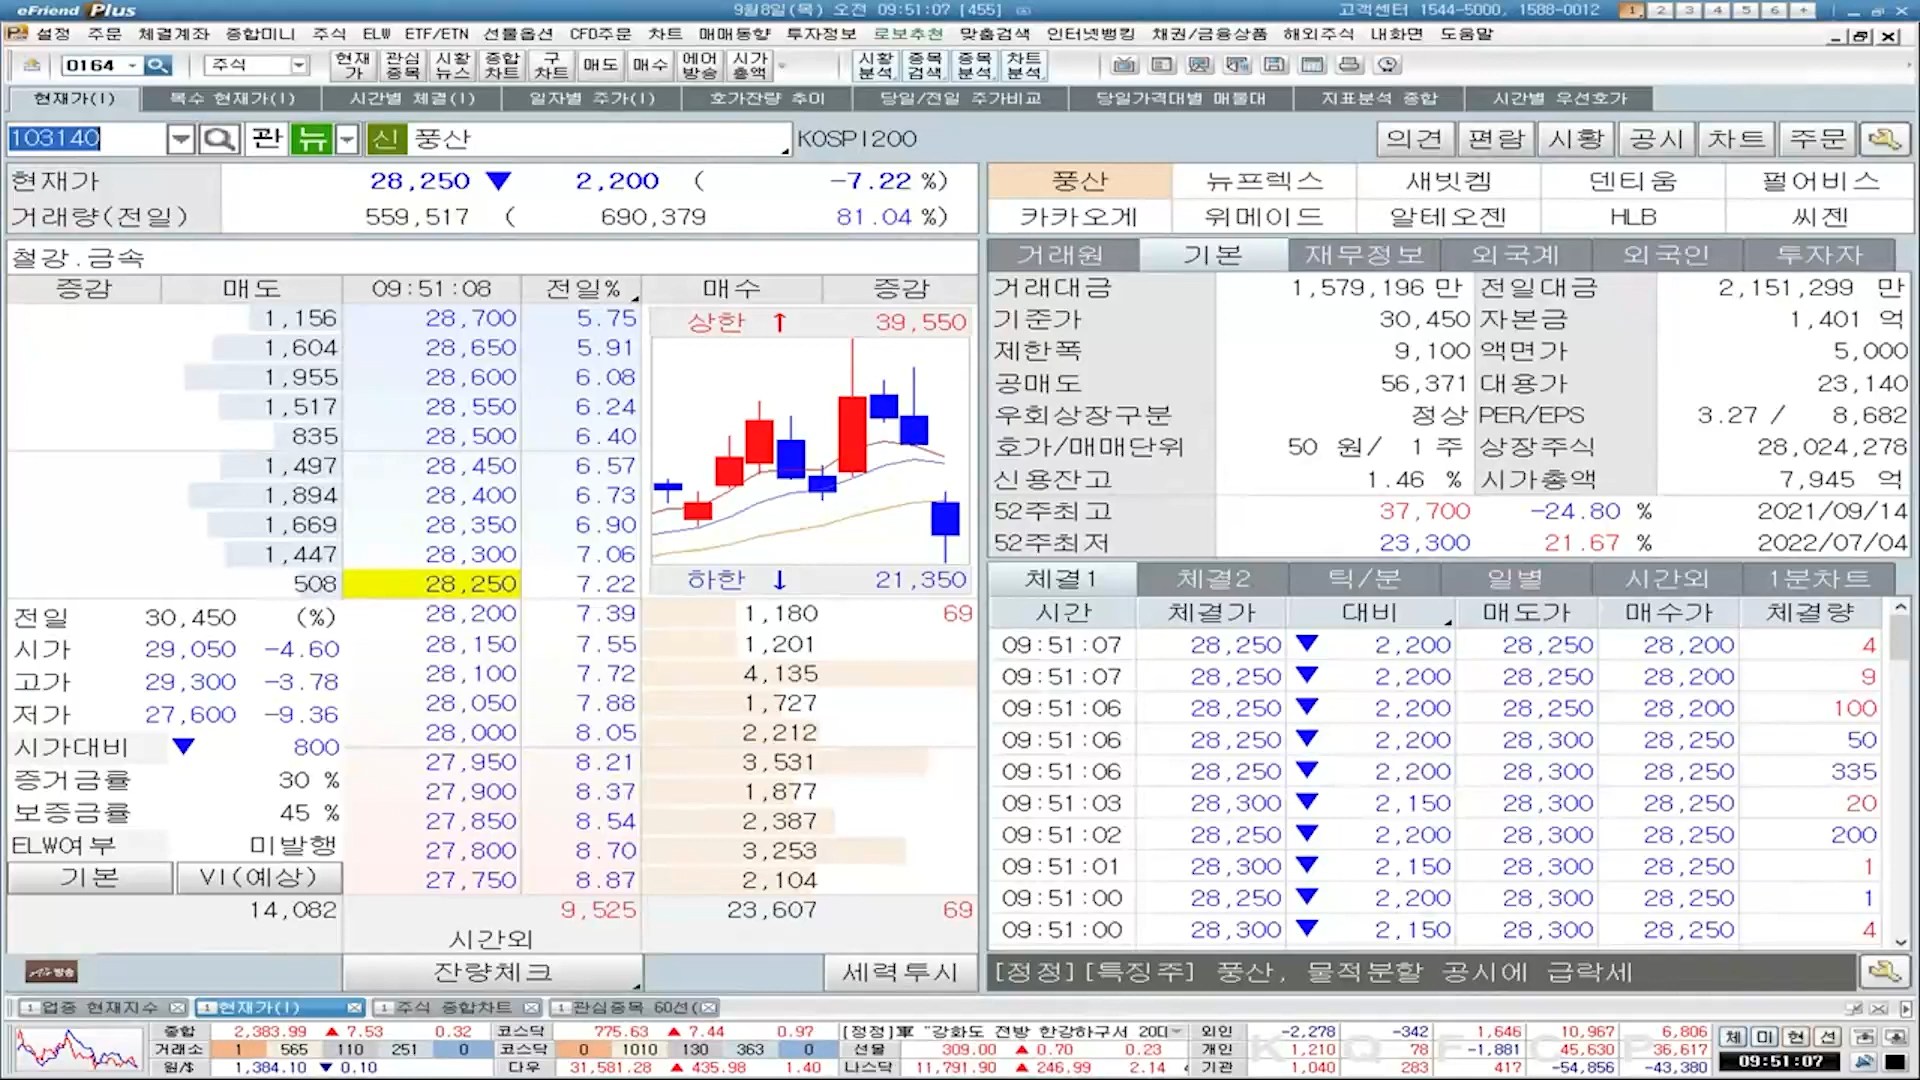 eFriend Plus 9월8일(목) 오전 09:51:07 [455] 고객센터 1544-5000, 1588-0012 1 2 3 4 5 6 +
설정 주문 체결계좌 종합미니 주식 ELW ETF/ETN 선물옵션 CFD주문 차트 매매동향 투자정보 로보추천 맞춤검색 인터넷뱅킹 채권/금융상품 해외주식 내화면 도움말
0164 주식 현재가 관심종목 시황뉴스 종합차트 구차트 매도 매수 에어방송 시가총액 시황분석 종목검색 종목분석 차트분석
현재가(1) 복수 현재가(1) 시간별 체결(1) 일자별 주가(1) 호가잔량 추이 당일/전일 주가비교 당일가격대별 매물대 지표분석 종합 시간별 우선호가
103140 관 뉴 신 풍산 KOSPI200 의견 편람 시황 공시 차트 주문
현재가 28,250 ▼ 2,200 ( -7.22 %)
거래량(전일) 559,517 ( 690,379 81.04 %)
풍산 뉴프렉스 새빗켐 덴티움 펄어비스
카카오게 위메이드 알테오젠 HLB 씨젠
철강.금속
증감 매도 09:51:08 전일% 매수 증감
1,156 28,700 5.75
1,604 28,650 5.91
1,955 28,600 6.08
1,517 28,550 6.24
835 28,500 6.40
1,497 28,450 6.57
1,894 28,400 6.73
1,669 28,350 6.90
1,447 28,300 7.06
508 28,250 7.22
상한 ↑ 39,550
하한 ↓ 21,350
28,200 7.39 1,180 69
28,150 7.55 1,201
28,100 7.72 4,135
28,050 7.88 1,727
28,000 8.05 2,212
27,950 8.21 3,531
27,900 8.37 1,877
27,850 8.54 2,387
27,800 8.70 3,253
27,750 8.87 2,104
전일 30,450 (%)
시가 29,050 -4.60
고가 29,300 -3.78
저가 27,600 -9.36
시가대비 ▼ 800
증거금률 30 %
보증금률 45 %
ELW여부 미발행
기본 VI(예상)
14,082 9,525 23,607 69
시간외
잔량체크 세력투시
거래원 기본 재무정보 외국계 외국인 투자자
거래대금 1,579,196 만 전일대금 2,151,299 만
기준가 30,450 자본금 1,401 억
제한폭 9,100 액면가 5,000
공매도 56,371 대용가 23,140
우회상장구분 정상 PER/EPS 3.27 / 8,682
호가/매매단위 50 원/ 1 주 상장주식 28,024,278
신용잔고 1.46 % 시가총액 7,945 억
52주최고 37,700 -24.80 % 2021/09/14
52주최저 23,300 21.67 % 2022/07/04
체결1 체결2 틱/분 일별 시간외 1분차트
시간 체결가 대비 매도가 매수가 체결량
09:51:07 28,250 ▼ 2,200 28,250 28,200 4
09:51:07 28,250 ▼ 2,200 28,250 28,200 9
09:51:06 28,250 ▼ 2,200 28,250 28,200 100
09:51:06 28,250 ▼ 2,200 28,300 28,250 50
09:51:06 28,250 ▼ 2,200 28,300 28,250 335
09:51:03 28,300 ▼ 2,150 28,300 28,250 20
09:51:02 28,250 ▼ 2,200 28,300 28,250 200
09:51:01 28,300 ▼ 2,150 28,300 28,250 1
09:51:00 28,250 ▼ 2,200 28,300 28,250 1
09:51:00 28,300 ▼ 2,150 28,300 28,250 4
[정정][특징주] 풍산, 물적분할 공시에 급락세
1 업종 현재지수 1 현재가(1) 1 주식 종합차트 1 관심종목 60선(
종합 2,383.99 ▲ 7.53 0.32 코스닥 775.63 ▲ 7.44 0.97 [정정]軍 "강화도 전방 한강하구서 20 외인 -2,278 -342 1,646 10,967 6,806 체 미 현 선
거래소 1 565 110 251 0 코스닥 0 1010 130 363 0 선물 309.00 ▲ 0.70 0.23 개인 1,210 78 -1,881 45,630 36,617
원/$ 1,384.10 ▼ 0.10 다우 31,581.28 ▲ 435.98 1.40 나스닥 11,791.90 ▲ 246.99 2.14 기관 1,040 283 417 -54,856 -43,380 09:51:07